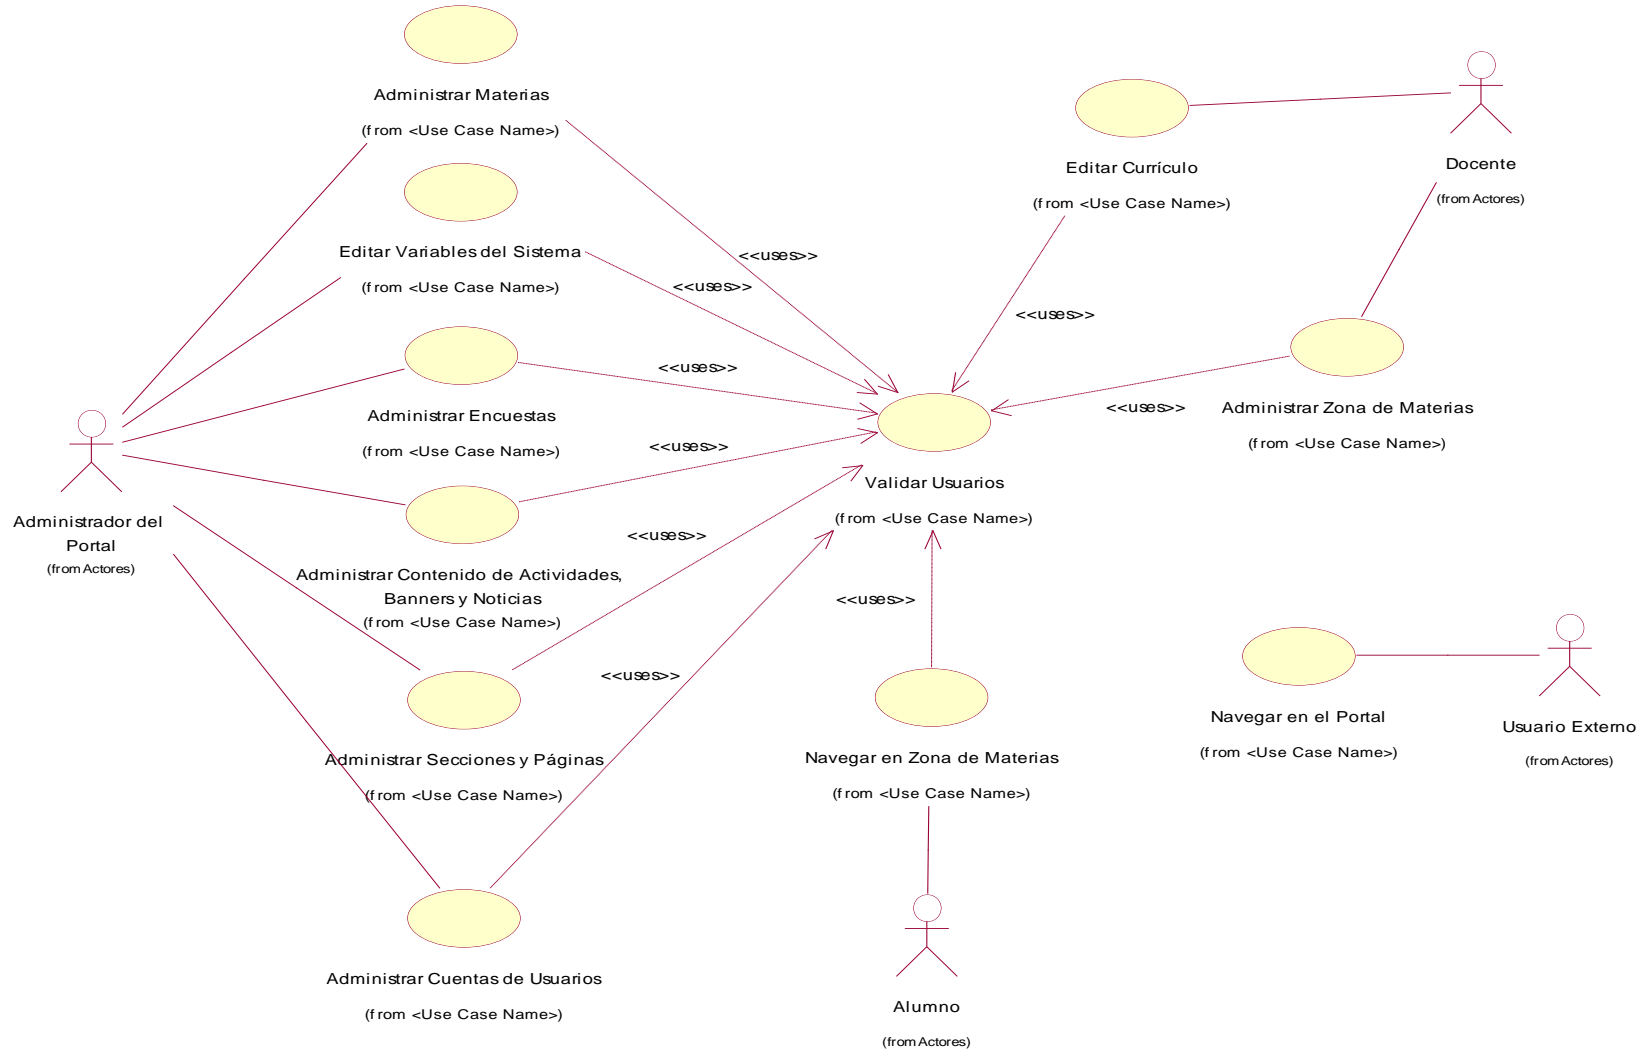 Administrar Materias
(from <Use Case Name>)
Editar Variables del Sistema
(from <Use Case Name>)
<<uses>>
<<uses>>
Administrar Encuestas
(from <Use Case Name>)
<<uses>>
<<uses>>
Administrador del
Portal
(from Actores)
Administrar Contenido de Actividades,
Banners y Noticias
(from <Use Case Name>)
<<uses>>
Administrar Secciones y Páginas
(from <Use Case Name>)
<<uses>>
Administrar Cuentas de Usuarios
(from <Use Case Name>)
Validar Usuarios
(from <Use Case Name>)
<<uses>>
Navegar en Zona de Materias
(from <Use Case Name>)
Alumno
(from Actores)
Editar Currículo
(from <Use Case Name>)
<<uses>>
Docente
(from Actores)
<<uses>>
Administrar Zona de Materias
(from <Use Case Name>)
Navegar en el Portal
(from <Use Case Name>)
Usuario Externo
(from Actores)